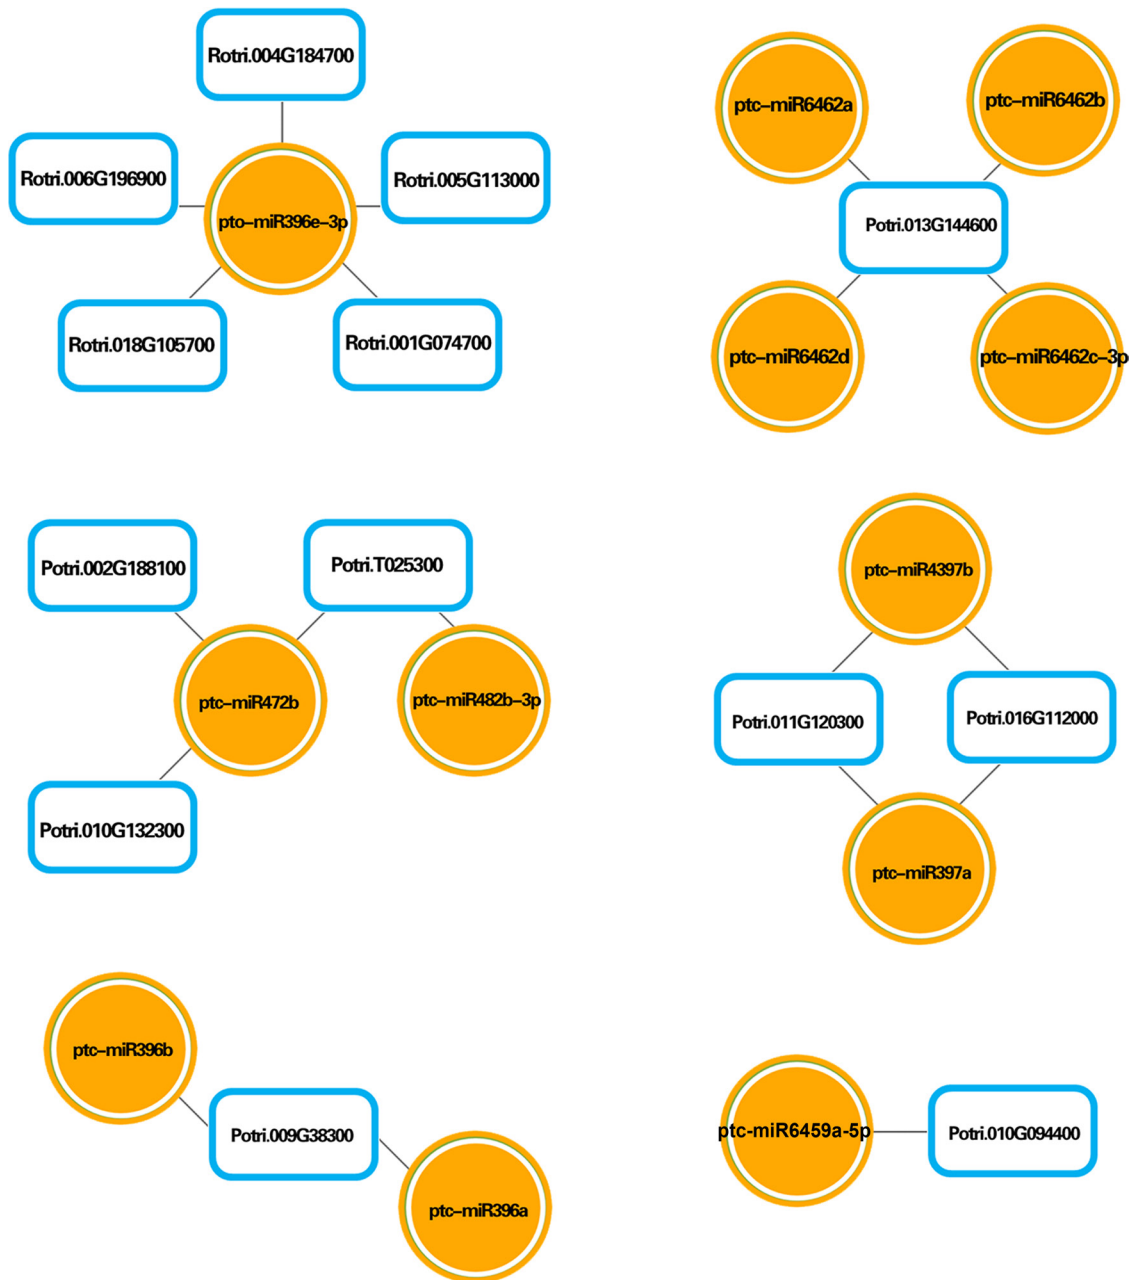 Rotri.004G184700
Rotri.006G196900
Rotri.005G113000
pto–miR396e–3p
Rotri.018G105700
Rotri.001G074700
ptc–miR6462a
ptc–miR6462b
Potri.013G144600
ptc–miR6462d
ptc–miR6462c–3p
Potri.002G188100
Potri.T025300
ptc–miR472b
ptc–miR482b–3p
Potri.010G132300
ptc–miR4397b
Potri.011G120300
Potri.016G112000
ptc–miR397a
ptc–miR396b
Potri.009G38300
ptc–miR396a
ptc-miR6459a-5p
Potri.010G094400